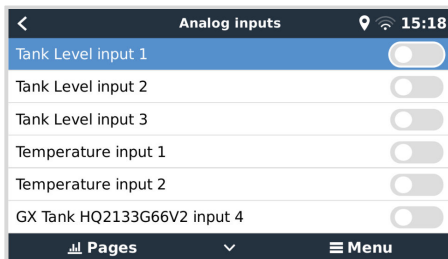 Analog inputs 15:18
Tank Level input 1
Tank Level input 2
Tank Level input 3
Temperature input 1
Temperature input 2
GX Tank HQ2133G66V2 input 4
Pages Menu